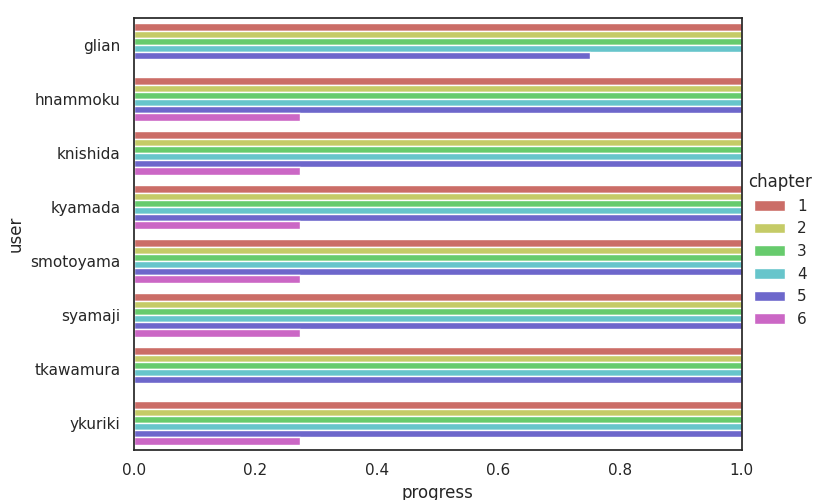 glian
hnammoku
knishida
kyamada
smotoyama
syamaji
tkawamura
ykuriki
user
0.0 0.2 0.4 0.6 0.8 1.0
progress
chapter
1
2
3
4
5
6